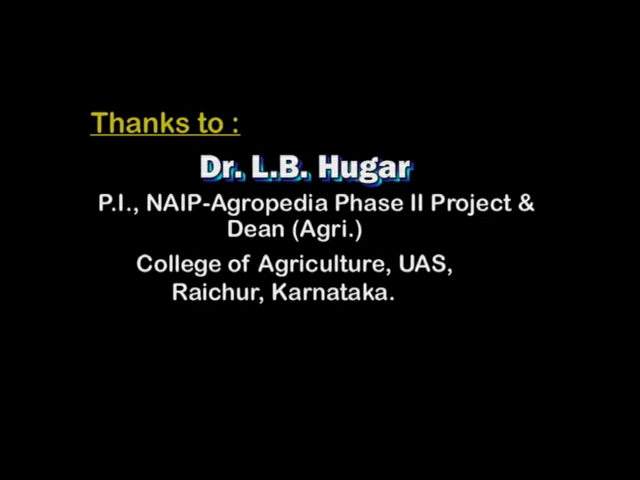 Thanks to :
Dr. L.B. Hugar
P.I., NAIP-Agropedia Phase II Project &
Dean (Agri.)
College of Agriculture, UAS,
Raichur, Karnataka.